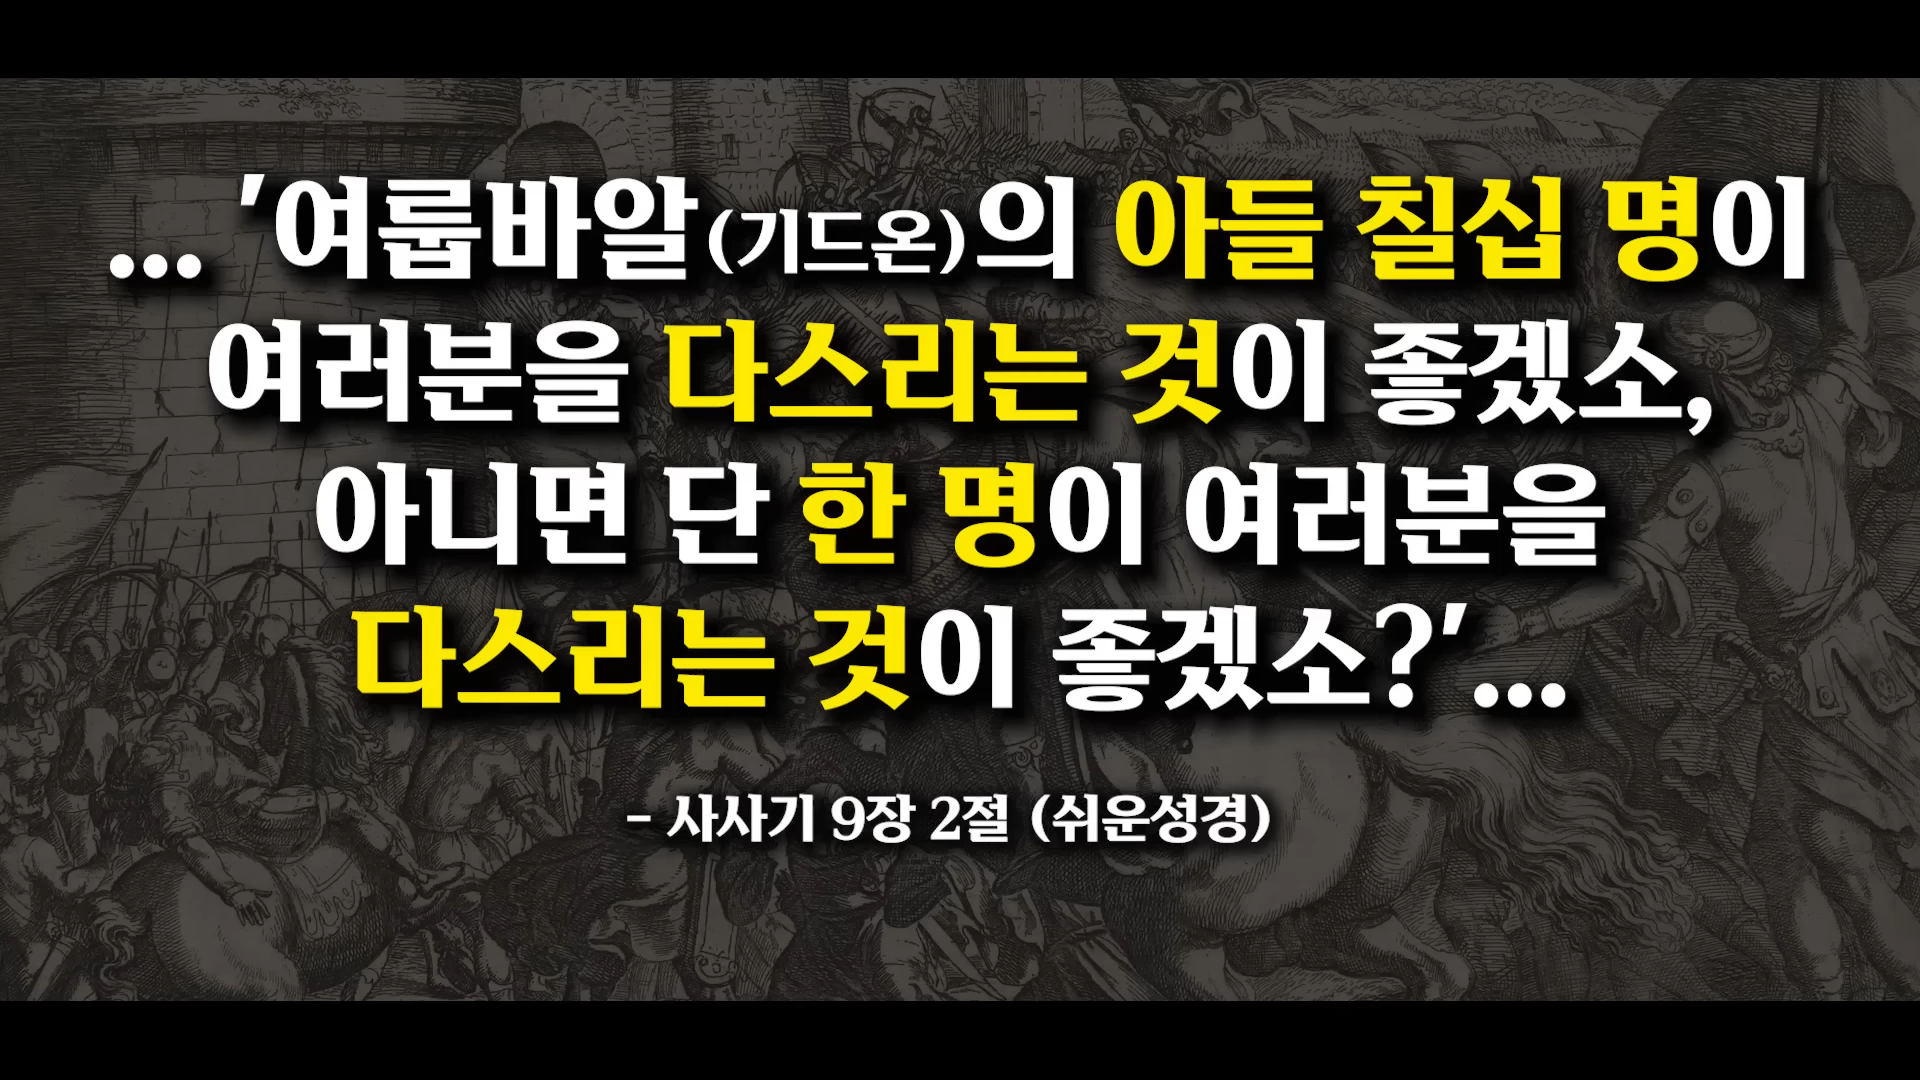 ... '여룹바알(기드온)의 아들 칠십 명이
여러분을 다스리는 것이 좋겠소,
아니면 단 한 명이 여러분을
다스리는 것이 좋겠소?'...
- 사사기 9장 2절 (쉬운성경)